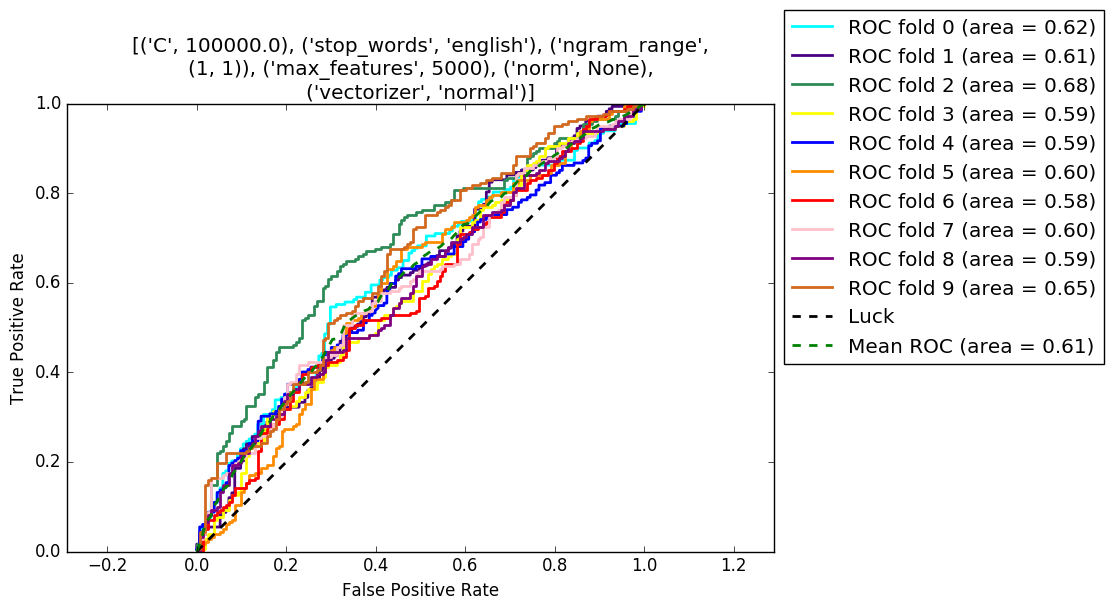 [('C', 100000.0), ('stop_words', 'english'), ('ngram_range',
(1, 1)), ('max_features', 5000), ('norm', None),
('vectorizer', 'normal')]
1.0
0.8
0.6
0.4
0.2
0.0
True Positive Rate
−0.2
0.0
0.2
0.4
0.6
0.8
1.0
1.2
False Positive Rate
ROC fold 0 (area = 0.62)
ROC fold 1 (area = 0.61)
ROC fold 2 (area = 0.68)
ROC fold 3 (area = 0.59)
ROC fold 4 (area = 0.59)
ROC fold 5 (area = 0.60)
ROC fold 6 (area = 0.58)
ROC fold 7 (area = 0.60)
ROC fold 8 (area = 0.59)
ROC fold 9 (area = 0.65)
Luck
Mean ROC (area = 0.61)